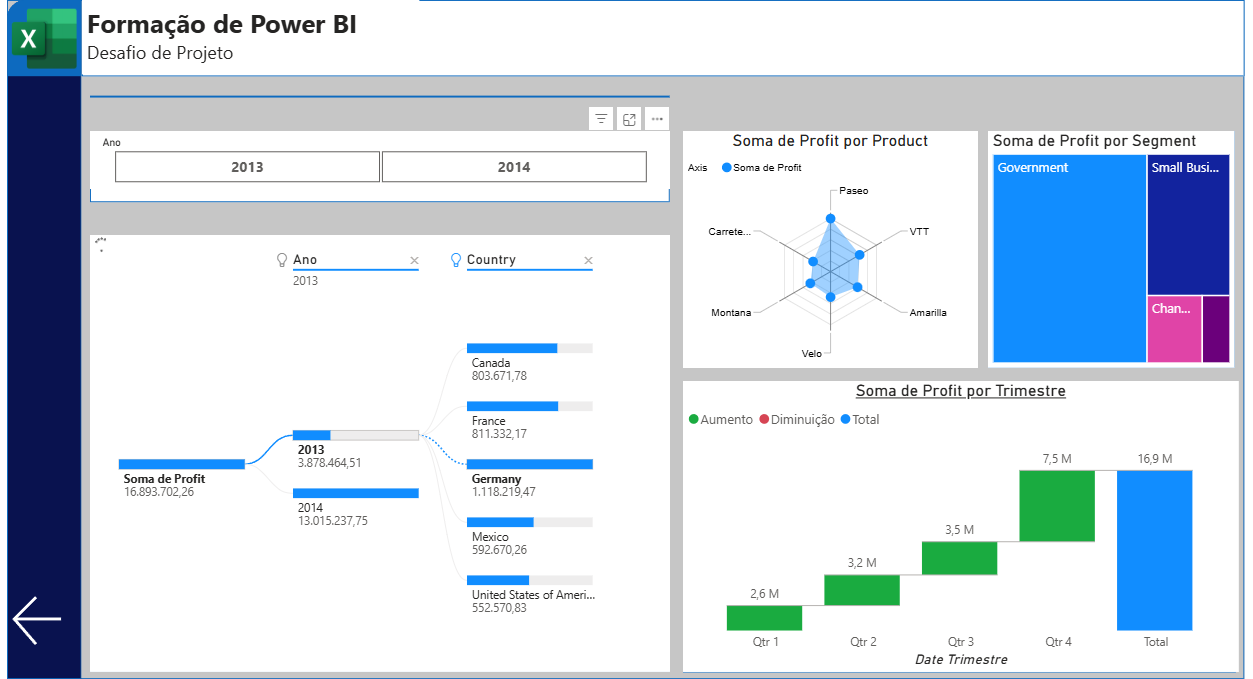 X
Formação de Power BI
Desafio de Projeto
Ano
2013
2014
Ano
2013
Country
Soma de Profit
16.893.702,26
2013
3.878.464,51
2014
13.015.237,75
Canada
803.671,78
France
811.332,17
Germany
1.118.219,47
Mexico
592.670,26
United States of Ameri...
552.570,83
Soma de Profit por Product
Axis
Soma de Profit
Paseo
VTT
Amarilla
Velo
Montana
Carrete...
Soma de Profit por Segment
Government
Small Busi...
Chan...
Soma de Profit por Trimestre
Aumento
Diminuição
Total
2,6 M
3,2 M
3,5 M
7,5 M
16,9 M
Qtr 1
Qtr 2
Qtr 3
Qtr 4
Total
Date Trimestre